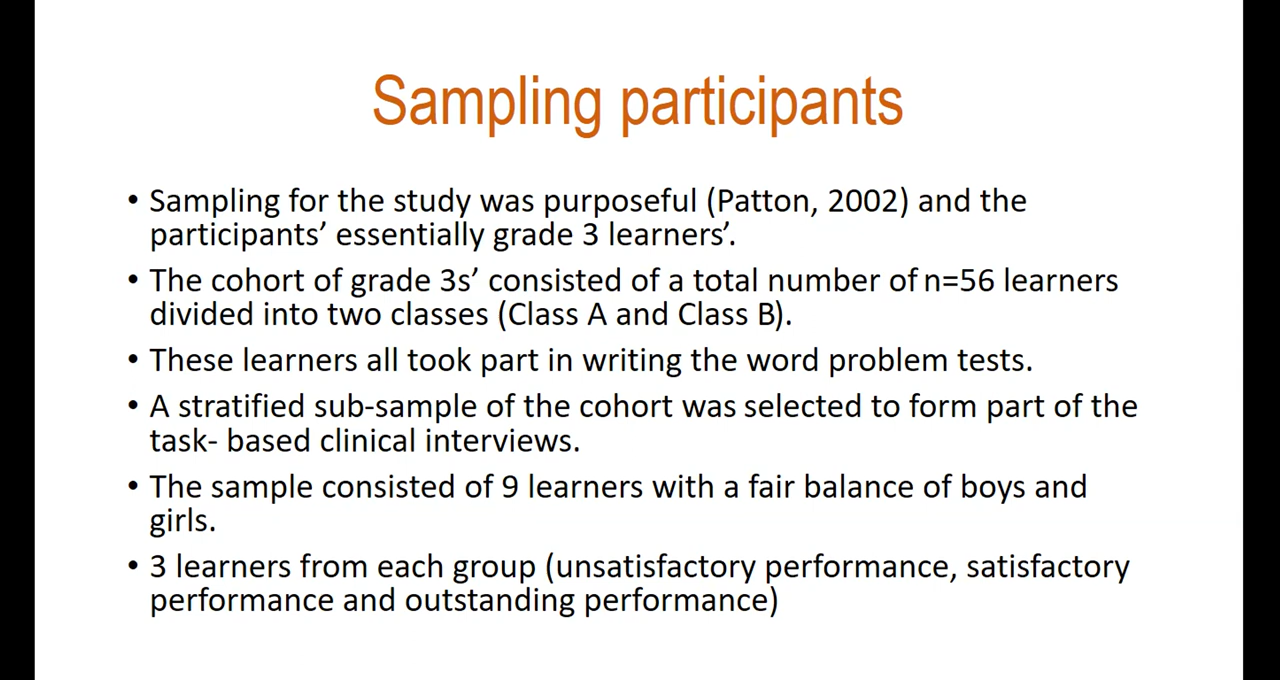 Sampling participants
• Sampling for the study was purposeful (Patton, 2002) and the
participants’ essentially grade 3 learners’.
• The cohort of grade 3s’ consisted of a total number of n=56 learners
divided into two classes (Class A and Class B).
• These learners all took part in writing the word problem tests.
• A stratified sub-sample of the cohort was selected to form part of the
task- based clinical interviews.
• The sample consisted of 9 learners with a fair balance of boys and
girls.
• 3 learners from each group (unsatisfactory performance, satisfactory
performance and outstanding performance)